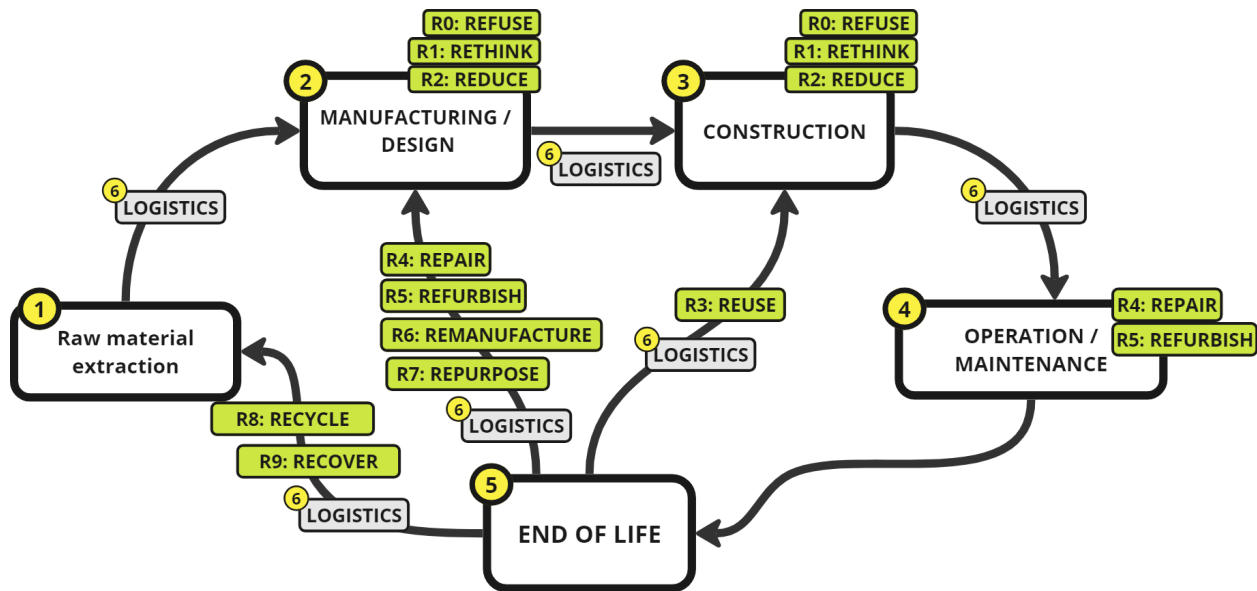 R0: REFUSE
R1: RETHINK
R2: REDUCE
2
MANUFACTURING /
DESIGN
R0: REFUSE
R1: RETHINK
R2: REDUCE
3
CONSTRUCTION
6
LOGISTICS
6
LOGISTICS
6
LOGISTICS
R4: REPAIR
R5: REFURBISH
R6: REMANUFACTURE
R7: REPURPOSE
6
LOGISTICS
R3: REUSE
6
LOGISTICS
1
Raw material
extraction
4
OPERATION /
MAINTENANCE
R4: REPAIR
R5: REFURBISH
R8: RECYCLE
R9: RECOVER
6
LOGISTICS
5
END OF LIFE